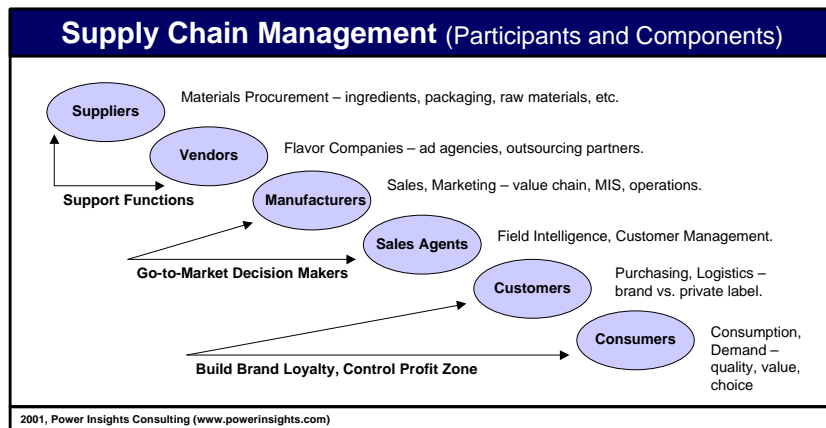 Supply Chain Management (Participants and Components)
Suppliers
Materials Procurement – ingredients, packaging, raw materials, etc.
Vendors
Flavor Companies – ad agencies, outsourcing partners.
Support Functions
Manufacturers
Sales, Marketing – value chain, MIS, operations.
Sales Agents
Field Intelligence, Customer Management.
Go-to-Market Decision Makers
Customers
Purchasing, Logistics –
brand vs. private label.
Consumers
Consumption,
Demand –
quality, value,
choice
Build Brand Loyalty, Control Profit Zone
2001, Power Insights Consulting (www.powerinsights.com)